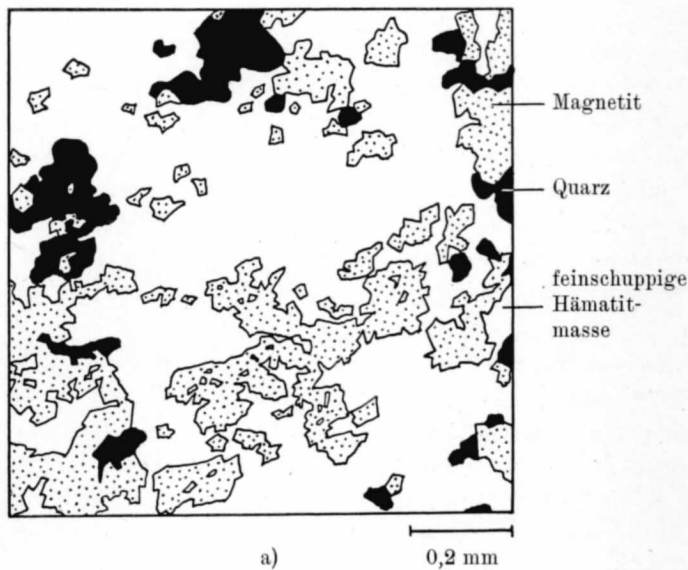 Magnetit
Quarz
feinschuppige
Hämatit-
masse
a)
0,2 mm